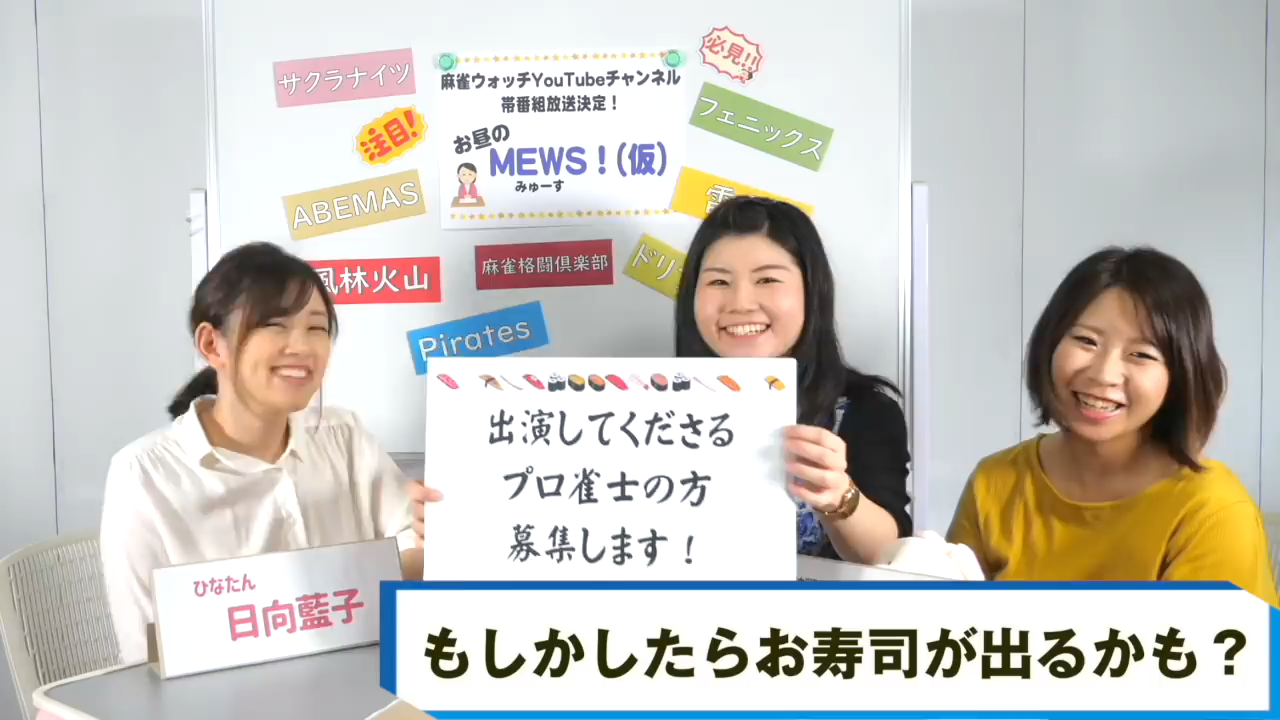 サクラナイツ
注目!
ABEMAS
風林火山
Pirates
麻雀ウォッチYouTubeチャンネル
帯番組放送決定！
お昼の
MEWS！(仮)
みゅーす
麻雀格闘倶楽部
必見!!
フェニックス
ドリ
出演してくださる
プロ雀士の方
募集します！
ひなたん
日向藍子
もしかしたらお寿司が出るかも？